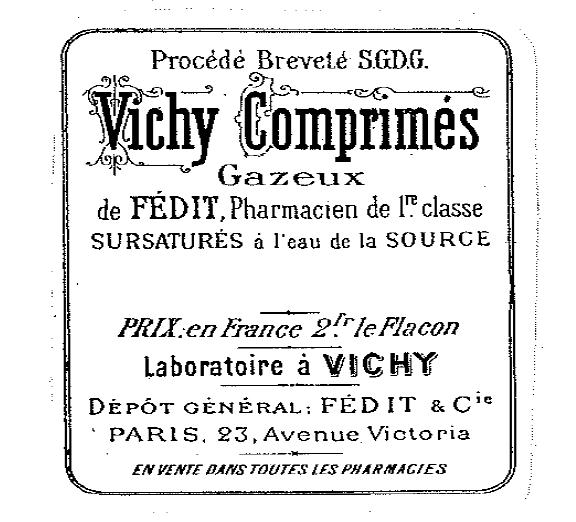 Procédé Breveté S.G.D.G.
Vichy Comprimés
Gazeux
de FÉDIT, Pharmacien de 1re classe
SURSATURÉS à l'eau de la SOURCE
PRIX: en France 2fr. le Flacon
Laboratoire à VICHY
DÉPÔT GÉNÉRAL: FÉDIT & Cie
PARIS, 23, Avenue Victoria
EN VENTE DANS TOUTES LES PHARMACIES